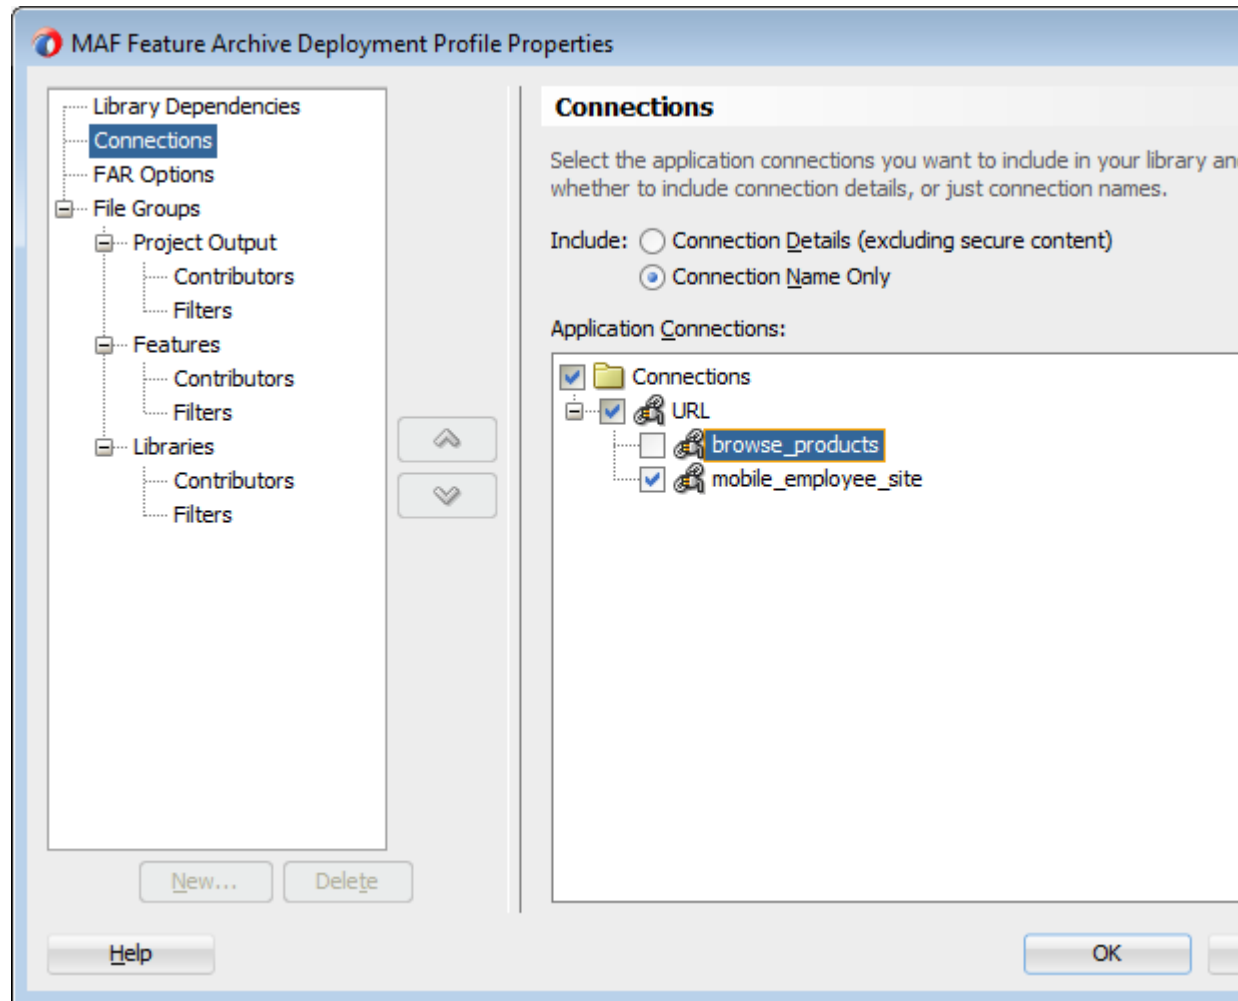 MAF Feature Archive Deployment Profile Properties
Library Dependencies
Connections
FAR Options
File Groups
Project Output
Contributors
Filters
Features
Contributors
Filters
Libraries
Contributors
Filters
New...
Delete
Connections
Select the application connections you want to include in your library an
whether to include connection details, or just connection names.
Include: Connection Details (excluding secure content)
Connection Name Only
Application Connections:
Connections
URL
browse_products
mobile_employee_site
Help
OK